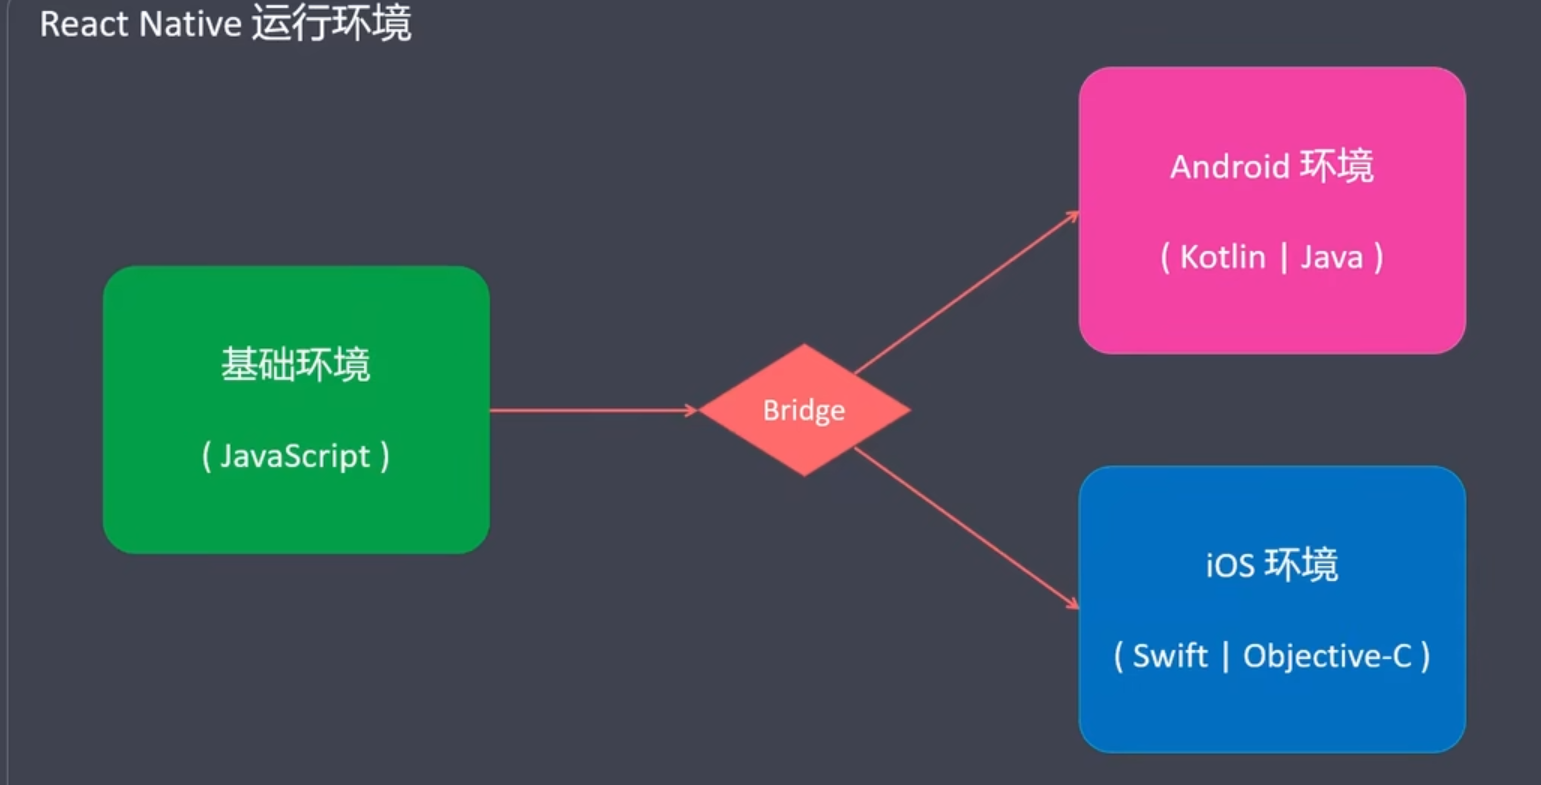 React Native 运行环境
基础环境
( JavaScript )
Bridge
Android 环境
( Kotlin | Java )
iOS 环境
( Swift | Objective-C )